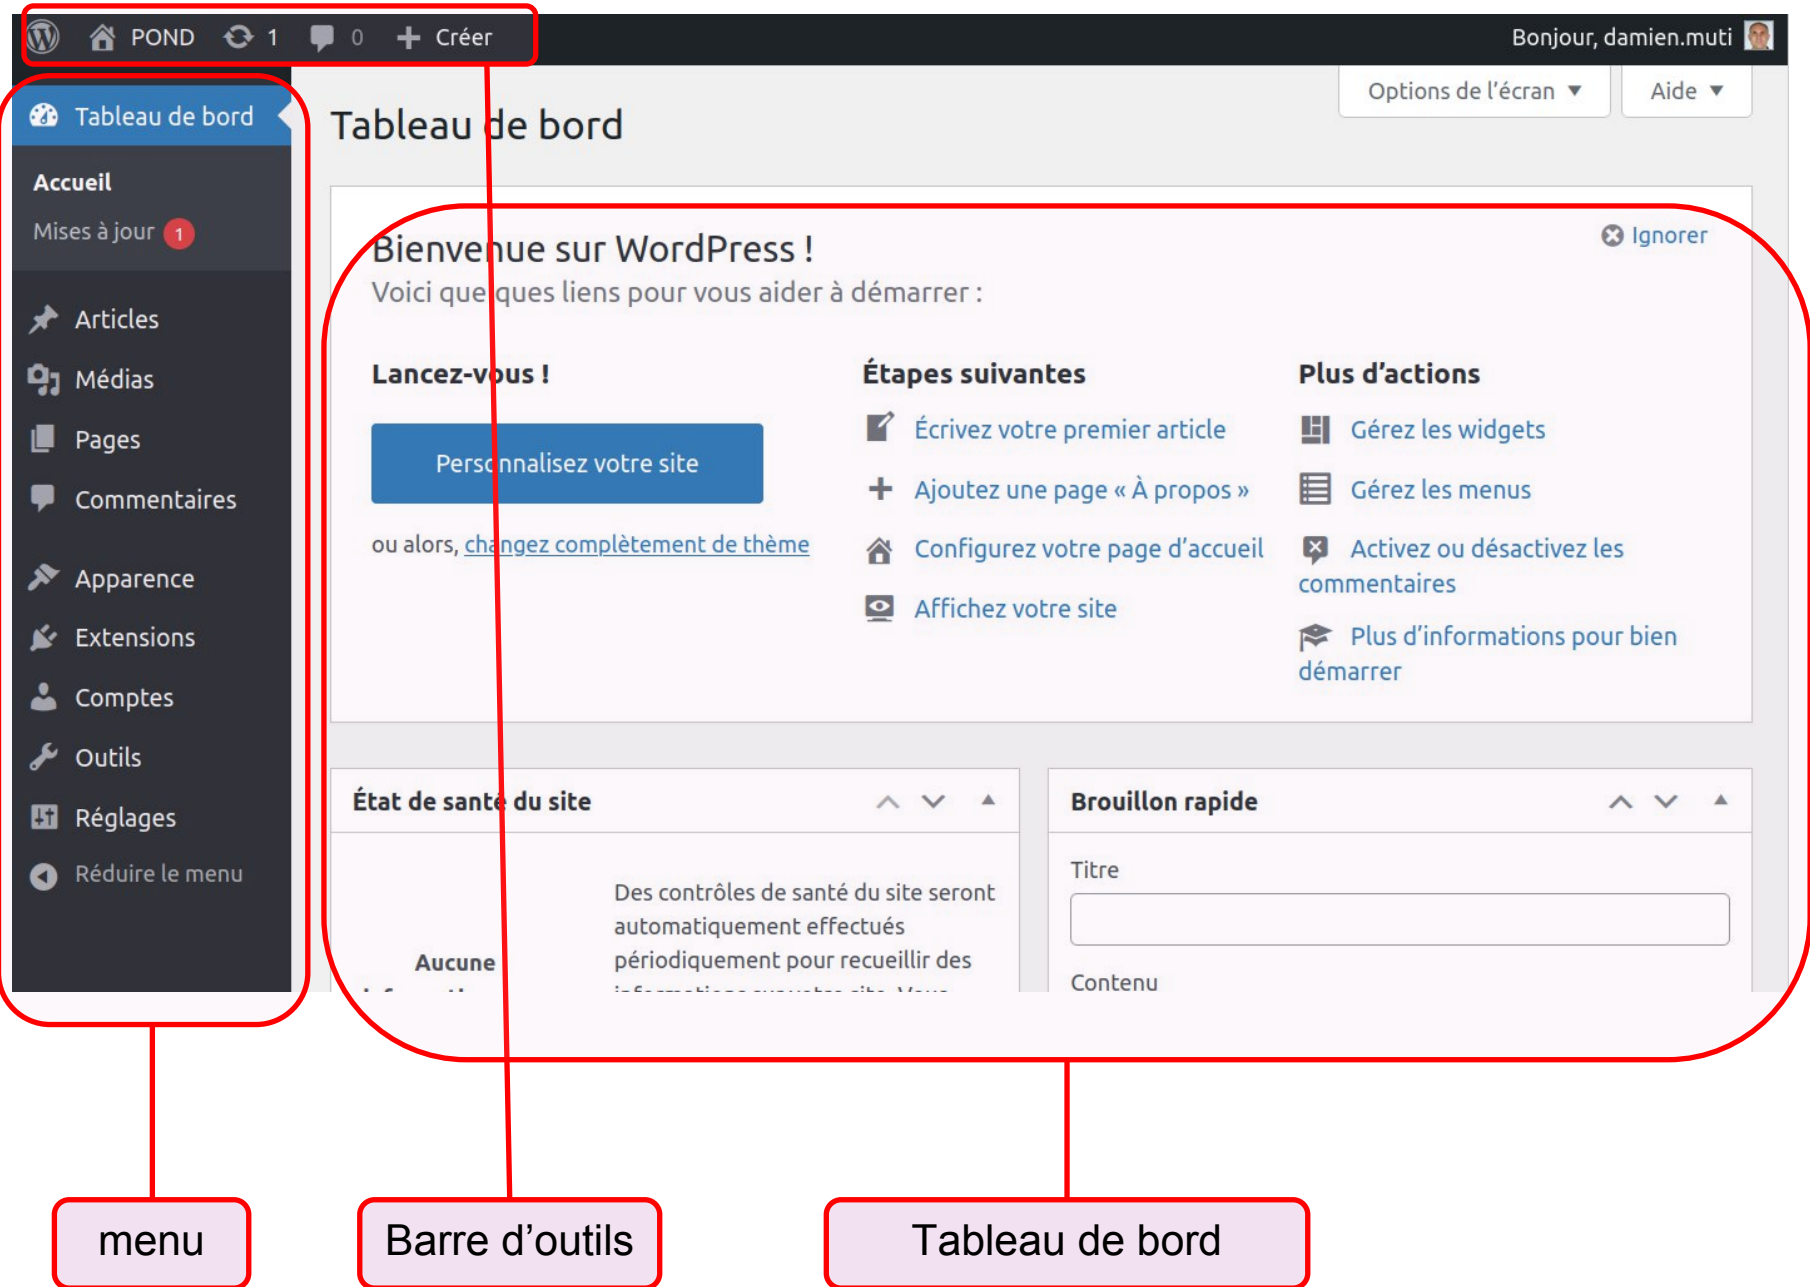 POND 1 0 Créer
Bonjour, damien.muti
Options de l'écran
Aide
Tableau de bord
Accueil
Mises à jour 1
Articles
Médias
Pages
Commentaires
Apparence
Extensions
Comptes
Outils
Réglages
Réduire le menu
Tableau de bord
Bienvenue sur WordPress !
Voici quelques liens pour vous aider à démarrer :
Ignorer
Lancez-vous !
Personnalisez votre site
ou alors, changez complètement de thème
Étapes suivantes
Écrivez votre premier article
Ajoutez une page « À propos »
Configurez votre page d'accueil
Affichez votre site
Plus d'actions
Gérez les widgets
Gérez les menus
Activez ou désactivez les
commentaires
Plus d'informations pour bien
démarrer
État de santé du site
Aucune
Des contrôles de santé du site seront
automatiquement effectués
périodiquement pour recueillir des
informations sur votre site. Vous
Brouillon rapide
Titre
Contenu
menu
Barre d'outils
Tableau de bord